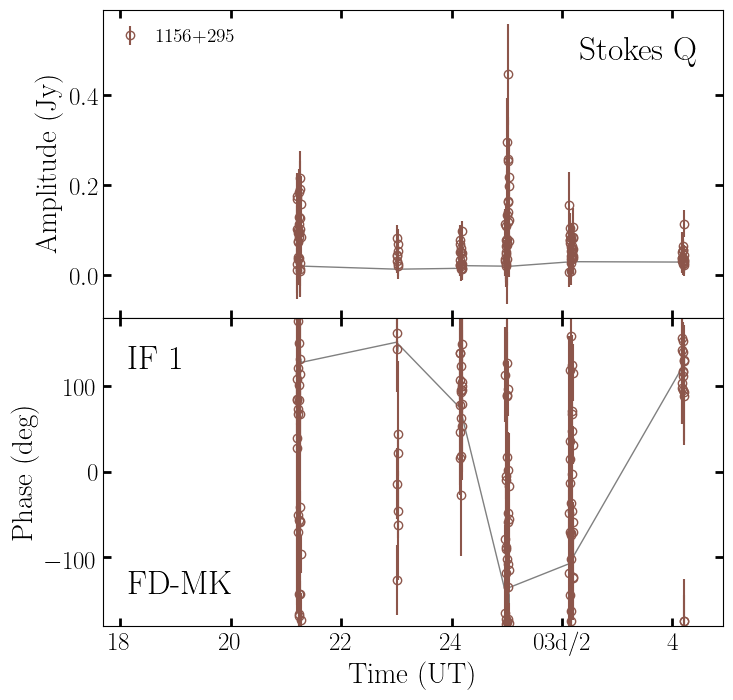 1156+295
Stokes Q
Amplitude (Jy)
0.4
0.2
0.0
IF 1
FD-MK
Phase (deg)
100
0
−100
18 20 22 24 03d/2 4
Time (UT)